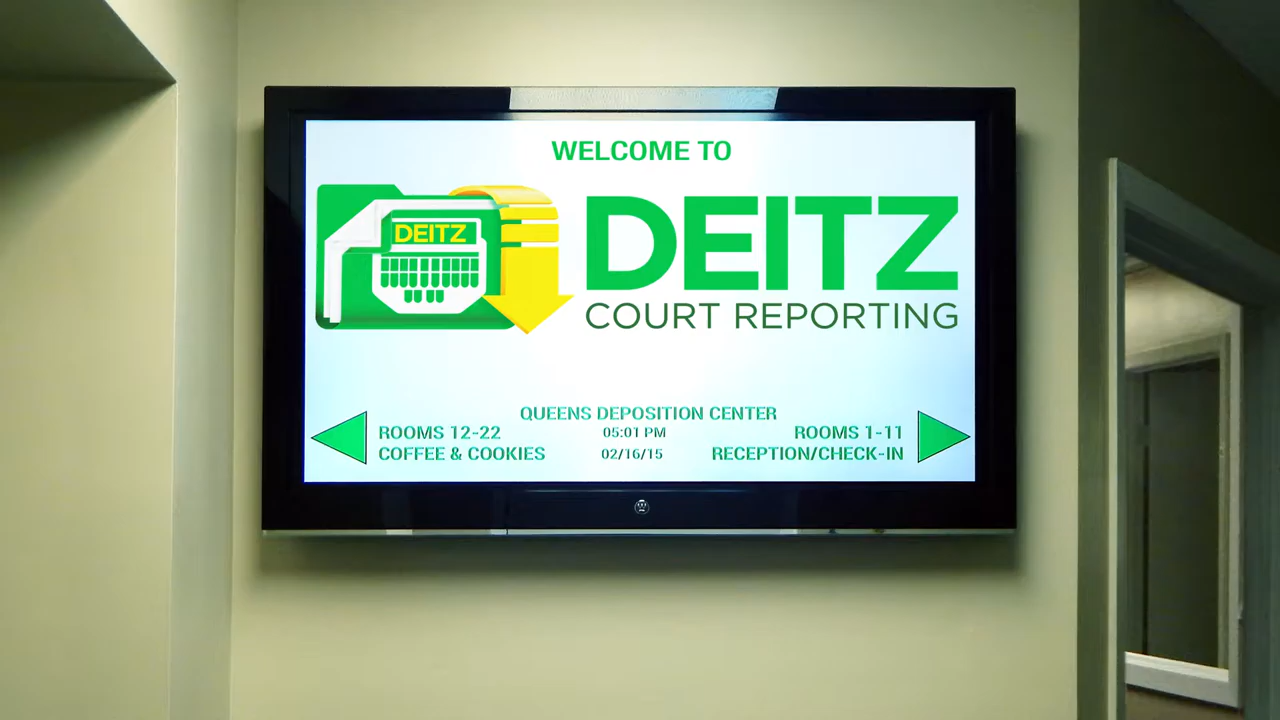 WELCOME TO
DEITZ
DEITZ
COURT REPORTING
QUEENS DEPOSITION CENTER
ROOMS 12-22
05:01 PM
ROOMS 1-11
COFFEE & COOKIES
02/16/15
RECEPTION/CHECK-IN